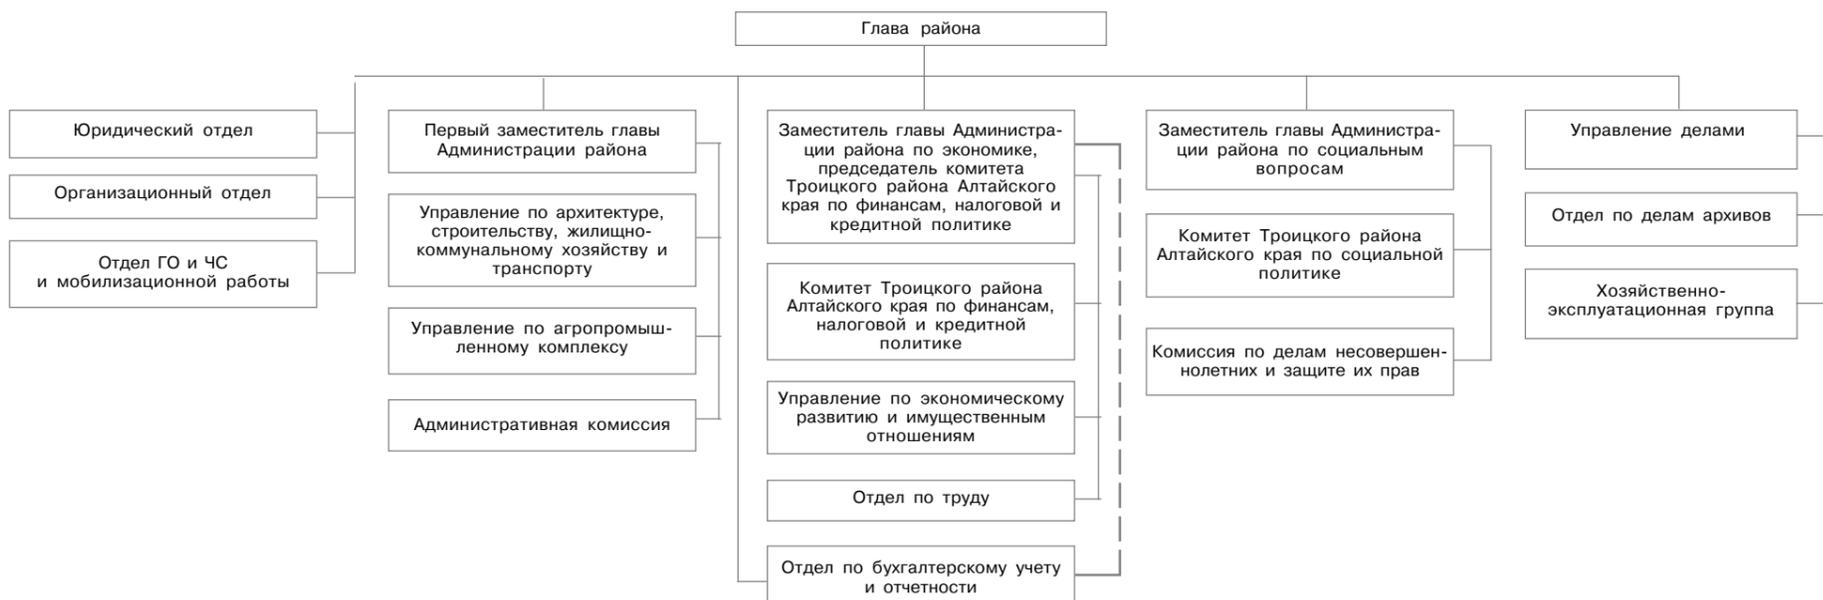 Глава района
Юридический отдел
Организационный отдел
Отдел ГО и ЧС
и мобилизационной работы
Первый заместитель главы
Администрации района
Управление по архитектуре,
строительству, жилищно-
коммунальному хозяйству и
транспорту
Управление по агропромыш-
ленному комплексу
Административная комиссия
Заместитель главы Администра-
ции района по экономике,
председатель комитета
Троицкого района Алтайского
края по финансам, налоговой и
кредитной политике
Комитет Троицкого района
Алтайского края по финансам,
налоговой и кредитной
политике
Управление по экономическому
развитию и имущественным
отношениям
Отдел по труду
Отдел по бухгалтерскому учету
и отчетности
Заместитель главы Администра-
ции района по социальным
вопросам
Комитет Троицкого района
Алтайского края по социальной
политике
Комиссия по делам несовершен-
нолетних и защите их прав
Управление делами
Отдел по делам архивов
Хозяйственно-
эксплуатационная группа